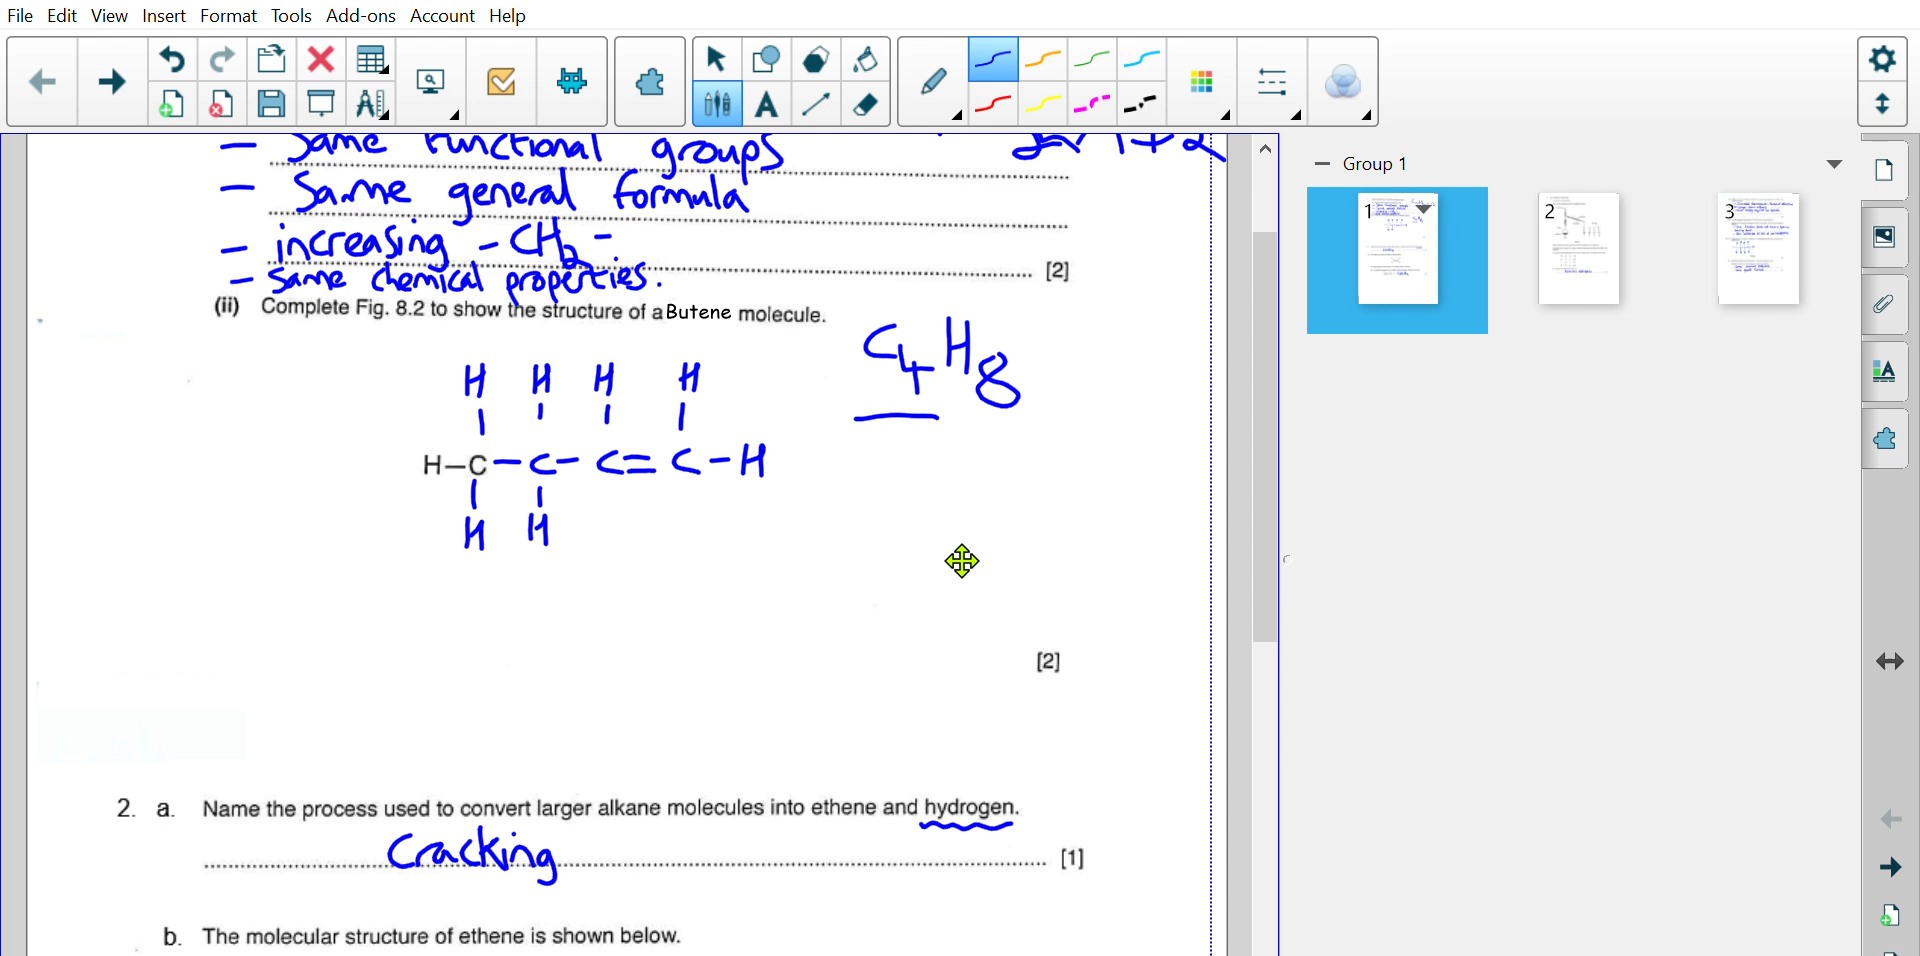 File Edit View Insert Format Tools Add-ons Account Help
- Same functional groups
- Same general formula
- increasing -CH2-
[2]
- Same chemical properties.
(ii) Complete Fig. 8.2 to show the structure of a Butene molecule.
C4H8
H H H H
H-C-C-C=C-H
H H
[2]
2. a. Name the process used to convert larger alkane molecules into ethene and hydrogen.
Cracking [1]
b. The molecular structure of ethene is shown below.
Group 1
1 2 3